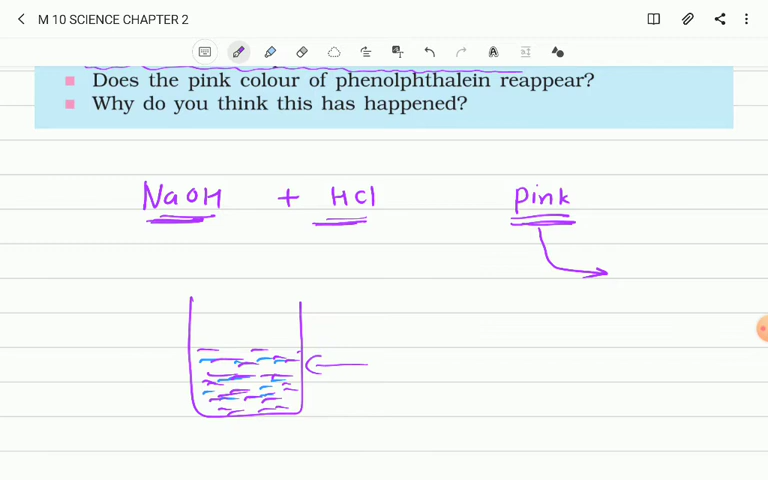 M 10 SCIENCE CHAPTER 2
Does the pink colour of phenolphthalein reappear?
Why do you think this has happened?
NaOH + HCl pink